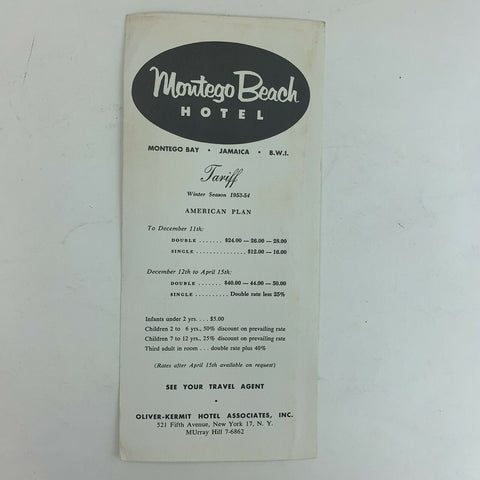 Montego Beach
HOTEL
MONTEGO BAY • JAMAICA • B.W.I.
Tariff
Winter Season 1953-54
AMERICAN PLAN
To December 11th:
DOUBLE ....... $24.00 — 26.00 — 28.00
SINGLE ................ $12.00 — 16.00
December 12th to April 15th:
DOUBLE ....... $40.00 — 44.00 — 50.00
SINGLE .......... Double rate less 25%
Infants under 2 yrs. ... $5.00
Children 2 to 6 yrs., 50% discount on prevailing rate
Children 7 to 12 yrs., 25% discount on prevailing rate
Third adult in room ... double rate plus 40%
(Rates after April 15th available on request)
SEE YOUR TRAVEL AGENT
•
OLIVER-KERMIT HOTEL ASSOCIATES, INC.
521 Fifth Avenue, New York 17, N. Y.
MUrray Hill 7-6862